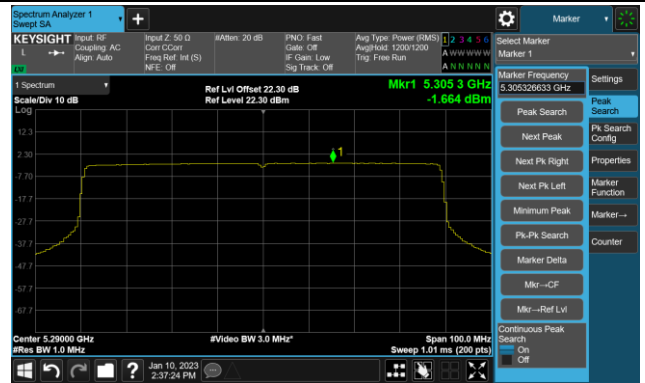 Spectrum Analyzer 1
Swept SA
Marker
KEYSIGHT
L
Input: RF
Coupling: AC
Align: Auto
Input Z: 50 Ω
Corr CCorr
Freq Ref: Int (S)
NFE: Off
#Atten: 20 dB
PNO: Fast
Gate: Off
IF Gain: Low
Sig Track: Off
Avg Type: Power (RMS)
Avg|Hold: 1200/1200
Trig: Free Run
1 2 3 4 5 6
A W W W W W
A N N N N N
Select Marker
Marker 1
1 Spectrum
Scale/Div 10 dB
Log
Ref Lvl Offset 22.30 dB
Ref Level 22.30 dBm
Mkr1 5.305 3 GHz
-1.664 dBm
12.3
2.30
-7.70
-17.7
-27.7
-37.7
-47.7
-57.7
-67.7
1
Center 5.29000 GHz
#Res BW 1.0 MHz
#Video BW 3.0 MHz*
Span 100.0 MHz
Sweep 1.01 ms (200 pts)
Marker Frequency
5.305326633 GHz
Peak Search
Next Peak
Next Pk Right
Next Pk Left
Minimum Peak
Pk-Pk Search
Marker Delta
Mkr→CF
Mkr→Ref Lvl
Continuous Peak
Search
On
Off
Settings
Peak
Search
Pk Search
Config
Properties
Marker
Function
Marker→
Counter
Jan 10, 2023
2:37:24 PM